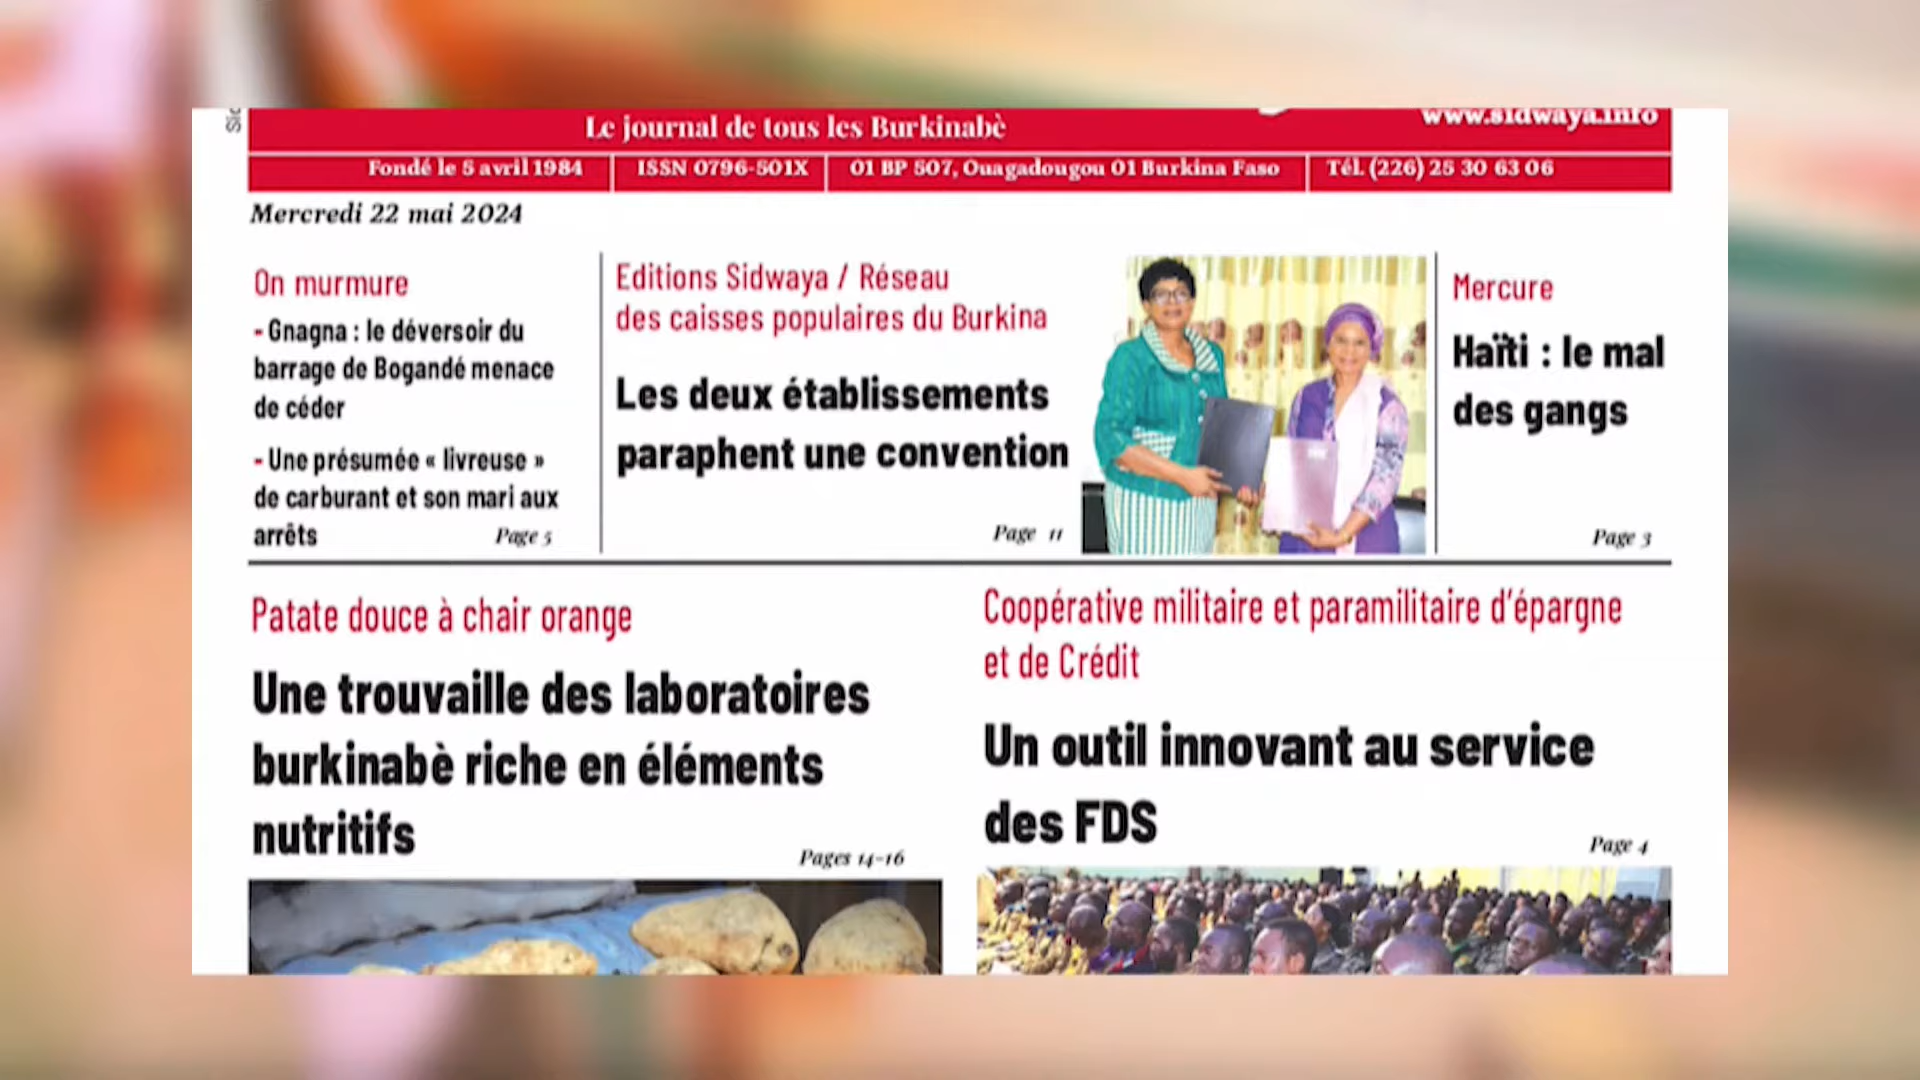 Le journal de tous les Burkinabè
www.sidwaya.info
Fondé le 5 avril 1984
ISSN 0796-501X
01 BP 507, Ouagadougou 01 Burkina Faso
Tél. (226) 25 30 63 06
Mercredi 22 mai 2024
On murmure
- Gnagna : le déversoir du
barrage de Bogandé menace
de céder
- Une présumée « livreuse »
de carburant et son mari aux
arrêts
Page 5
Editions Sidwaya / Réseau
des caisses populaires du Burkina
Les deux établissements
paraphent une convention
Page 11
Mercure
Haïti : le mal
des gangs
Page 3
Patate douce à chair orange
Une trouvaille des laboratoires
burkinabè riche en éléments
nutritifs
Pages 14-16
Coopérative militaire et paramilitaire d'épargne
et de Crédit
Un outil innovant au service
des FDS
Page 4